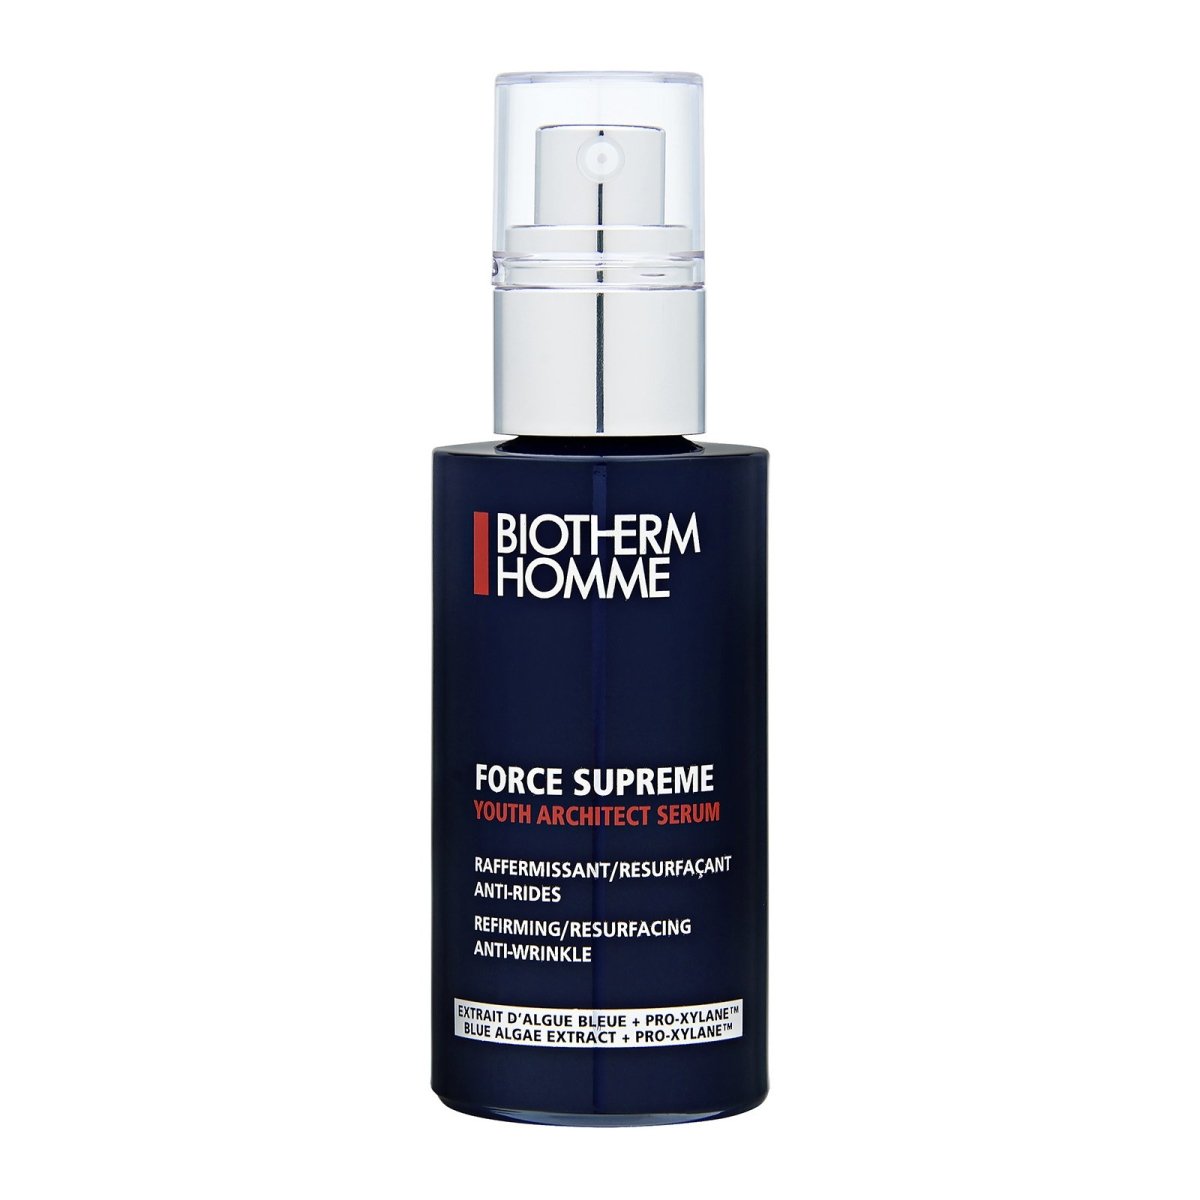 BIOTHERM
HOMME
FORCE SUPREME
YOUTH ARCHITECT SERUM
RAFFERMISSANT/RESURFAÇANT
ANTI-RIDES
REFIRMING/RESURFACING
ANTI-WRINKLE
EXTRAIT D'ALGUE BLEUE + PRO-XYLANE™
BLUE ALGAE EXTRACT + PRO-XYLANE™